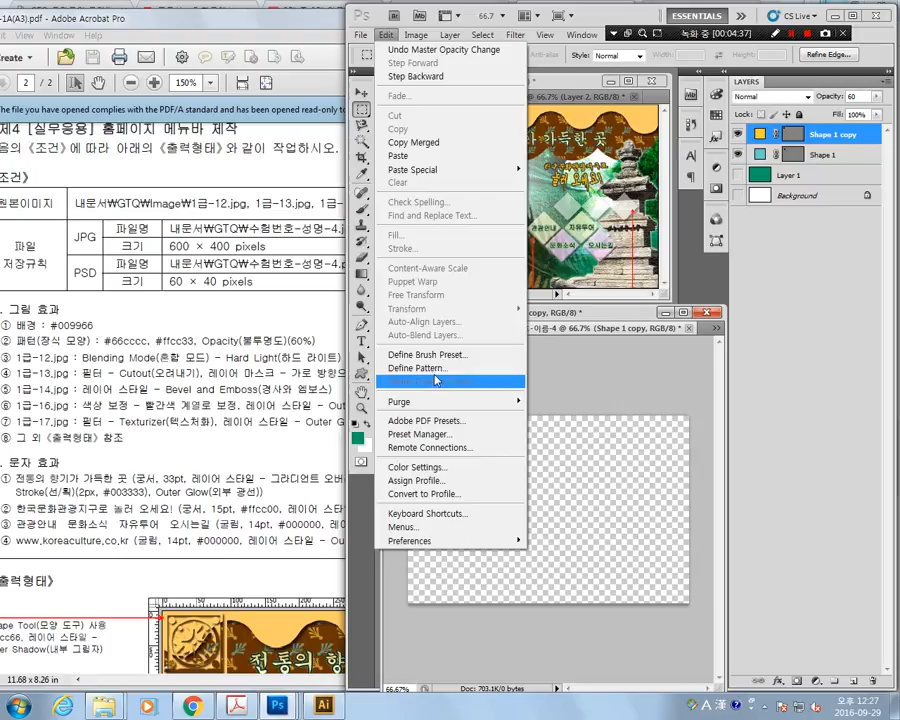 -1A(A3).pdf - Adobe Acrobat Pro
View Window Help
Create
2 / 2
150%
The file you have opened complies with the PDF/A standard and has been opened read-only to
제4 [실무응용] 홈페이지 메뉴바 제작
음의 《조건》에 따라 아래의 《출력형태》와 같이 작업하시오.
조건》
원본이미지 내문서₩GTQ₩Image₩1급-12.jpg, 1급-13.jpg, 1급-
파일
저장규칙
JPG 파일명 내문서₩GTQ₩수험번호-성명-4.j
크기 600 × 400 pixels
PSD 파일명 내문서₩GTQ₩수험번호-성명-4.p
크기 60 × 40 pixels
. 그림 효과
① 배경 : #009966
② 패턴(장식 모양) : #66cccc, #ffcc33, Opacity(불투명도)(60%)
③ 1급-12.jpg : Blending Mode(혼합 모드) - Hard Light(하드 라이트)
④ 1급-13.jpg : 필터 - Cutout(오려내기), 레이어 마스크 - 가로 방향으
⑤ 1급-14.jpg : 레이어 스타일 - Bevel and Emboss(경사와 엠보스)
⑥ 1급-16.jpg : 색상 보정 - 빨간색 계열로 보정, 레이어 스타일 - Outer G
⑦ 1급-17.jpg : 필터 - Texturizer(텍스처화), 레이어 스타일 - Outer Glo
⑧ 그 외《출력형태》 참조
. 문자 효과
① 전통의 향기가 가득한 곳 (궁서, 33pt, 레이어 스타일 - 그라디언트 오버
Stroke(선/획)(2px, #003333), Outer Glow(외부 광선))
② 한국문화관광지구로 놀러 오세요! (궁서, 15pt, #ffcc00, 레이어 스타일
③ 관광안내 문화소식 자유투어 오시는길 (굴림, 14pt, #000000, 레이어
④ www.koreaculture.co.kr (굴림, 14pt, #000000, 레이어 스타일 - Out
출력형태》
ape Tool(모양 도구) 사용
cc66, 레이어 스타일 -
er Shadow(내부 그림자)
전통의 향
11.68 x 8.26 in
Ps
Br
Mb
66.7
ESSENTIALS
CS Live
File Edit Image Layer Select Filter View Window
녹화 중 [00:04:37]
Style: Normal
Refine Edge...
Undo Master Opacity Change
Step Forward
Step Backward
Fade...
Cut
Copy
Copy Merged
Paste
Paste Special
Clear
Check Spelling...
Find and Replace Text...
Fill...
Stroke...
Content-Aware Scale
Puppet Warp
Free Transform
Transform
Auto-Align Layers...
Auto-Blend Layers...
Define Brush Preset...
Define Pattern...
Purge
Adobe PDF Presets...
Preset Manager...
Remote Connections...
Color Settings...
Assign Profile...
Convert to Profile...
Keyboard Shortcuts...
Menus...
Preferences
@ 66.7% (Layer 2, RGB/8) *
가득한 곳
놀러 오세요!
관광안내 자유투어
문화소식 오시는길
copy, RGB/8) *
-이름-4 @ 66.7% (Shape 1 copy, RGB/8) *
66.67%
Doc: 703.1K/0 bytes
LAYERS
Normal Opacity: 60
Lock: Fill: 100%
Shape 1 copy
Shape 1
Layer 1
Background
Ps
Ai
A 漢
오후 12:27
2016-09-29